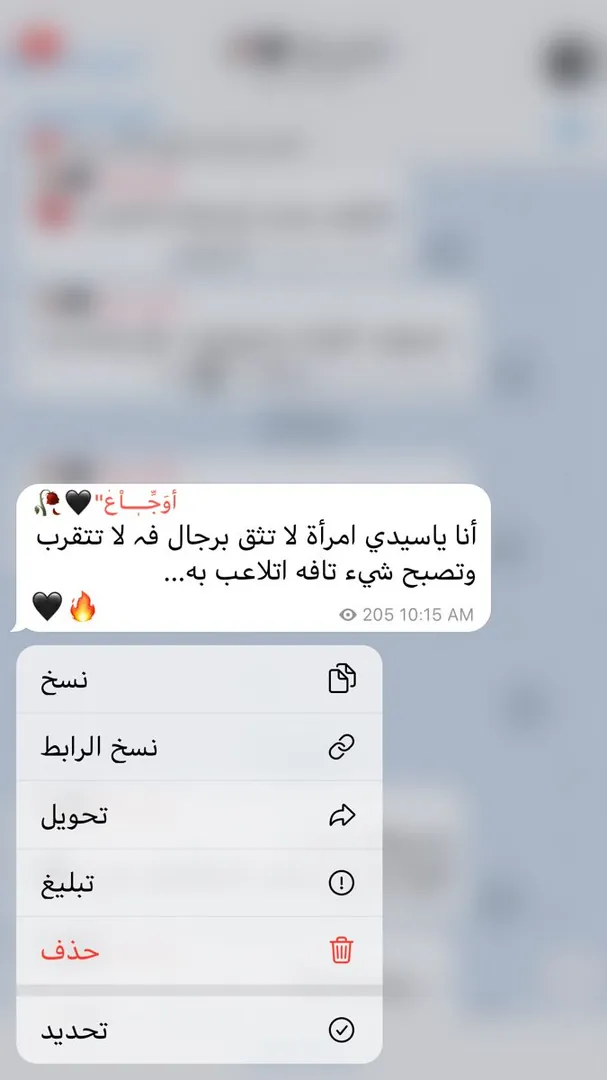 أوَجِّـــاْعَ" 🖤🥀
أنا ياسيدي امرأة لا تثق برجال فہ لا تتقرب
وتصبح شيء تافه اتلاعب به...
🖤🔥
205 10:15 AM
نسخ
نسخ الرابط
تحويل
تبليغ
حذف
تحديد